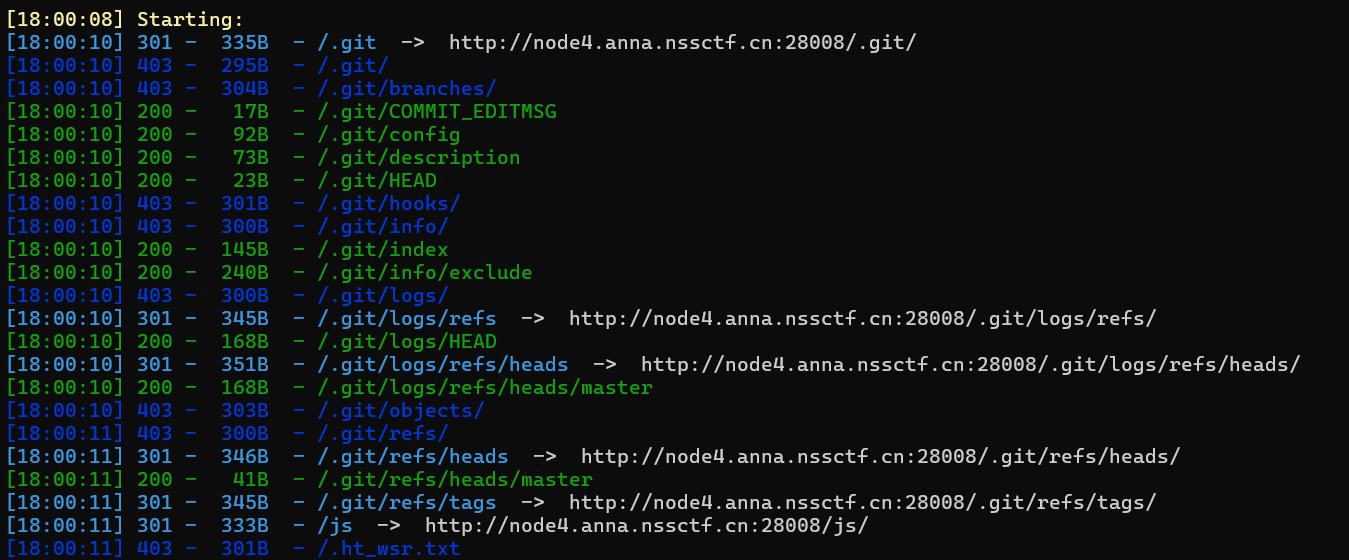 [18:00:08] Starting:
[18:00:10] 301 -  335B  - /.git  ->  http://node4.anna.nssctf.cn:28008/.git/
[18:00:10] 403 -  295B  - /.git/
[18:00:10] 403 -  304B  - /.git/branches/
[18:00:10] 200 -   17B  - /.git/COMMIT_EDITMSG
[18:00:10] 200 -   92B  - /.git/config
[18:00:10] 200 -   73B  - /.git/description
[18:00:10] 200 -   23B  - /.git/HEAD
[18:00:10] 403 -  301B  - /.git/hooks/
[18:00:10] 403 -  300B  - /.git/info/
[18:00:10] 200 -  145B  - /.git/index
[18:00:10] 200 -  240B  - /.git/info/exclude
[18:00:10] 403 -  300B  - /.git/logs/
[18:00:10] 301 -  345B  - /.git/logs/refs  ->  http://node4.anna.nssctf.cn:28008/.git/logs/refs/
[18:00:10] 200 -  168B  - /.git/logs/HEAD
[18:00:10] 301 -  351B  - /.git/logs/refs/heads  ->  http://node4.anna.nssctf.cn:28008/.git/logs/refs/heads/
[18:00:10] 200 -  168B  - /.git/logs/refs/heads/master
[18:00:10] 403 -  303B  - /.git/objects/
[18:00:11] 403 -  300B  - /.git/refs/
[18:00:11] 301 -  346B  - /.git/refs/heads  ->  http://node4.anna.nssctf.cn:28008/.git/refs/heads/
[18:00:11] 200 -   41B  - /.git/refs/heads/master
[18:00:11] 301 -  345B  - /.git/refs/tags  ->  http://node4.anna.nssctf.cn:28008/.git/refs/tags/
[18:00:11] 301 -  333B  - /js  ->  http://node4.anna.nssctf.cn:28008/js/
[18:00:11] 403 -  301B  - /.ht_wsr.txt